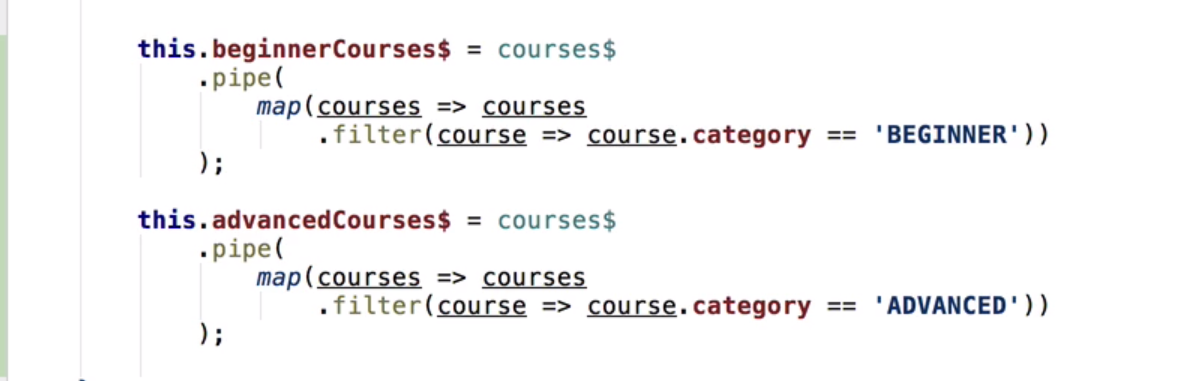 this.beginnerCourses$ = courses$
.pipe(
map(courses => courses
.filter(course => course.category == 'BEGINNER'))
);
this.advancedCourses$ = courses$
.pipe(
map(courses => courses
.filter(course => course.category == 'ADVANCED'))
);